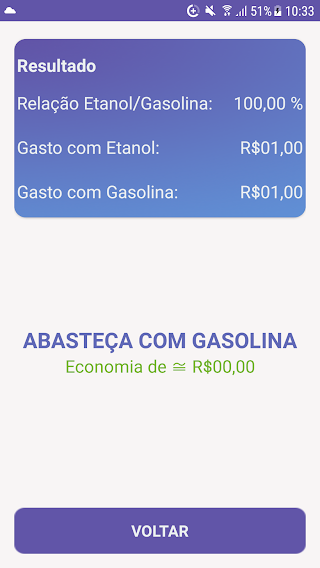 51% 10:33
Resultado
Relação Etanol/Gasolina: 100,00 %
Gasto com Etanol: R$01,00
Gasto com Gasolina: R$01,00
ABASTEÇA COM GASOLINA
Economia de ≅ R$00,00
VOLTAR